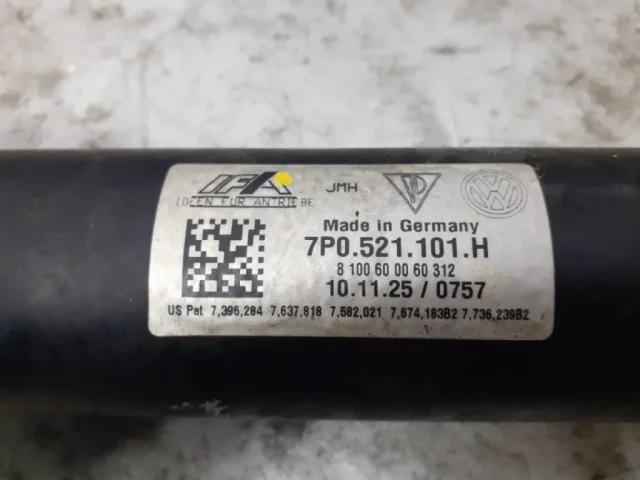 IFA JMH VW
IDEEN FÜR ANTRIEBE
Made in Germany
7P0.521.101.H
8 100 60 00 60 312
10.11.25 / 0757
US Pat 7,396,284 7,637,818 7,582,021 7,674,183B2 7,736,239B2